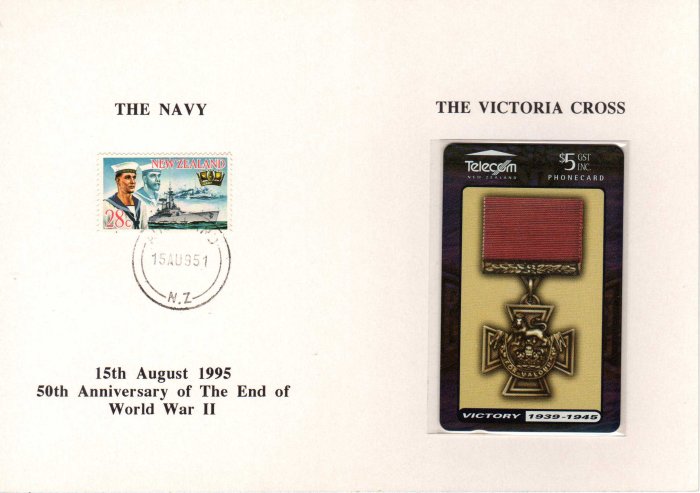 THE NAVY
NEW ZEALAND
28c
15AU951
N.Z
15th August 1995
50th Anniversary of The End of
World War II
THE VICTORIA CROSS
Telecom
NEW ZEALAND
$5 GST
INC
PHONECARD
VICTORY 1939-1945